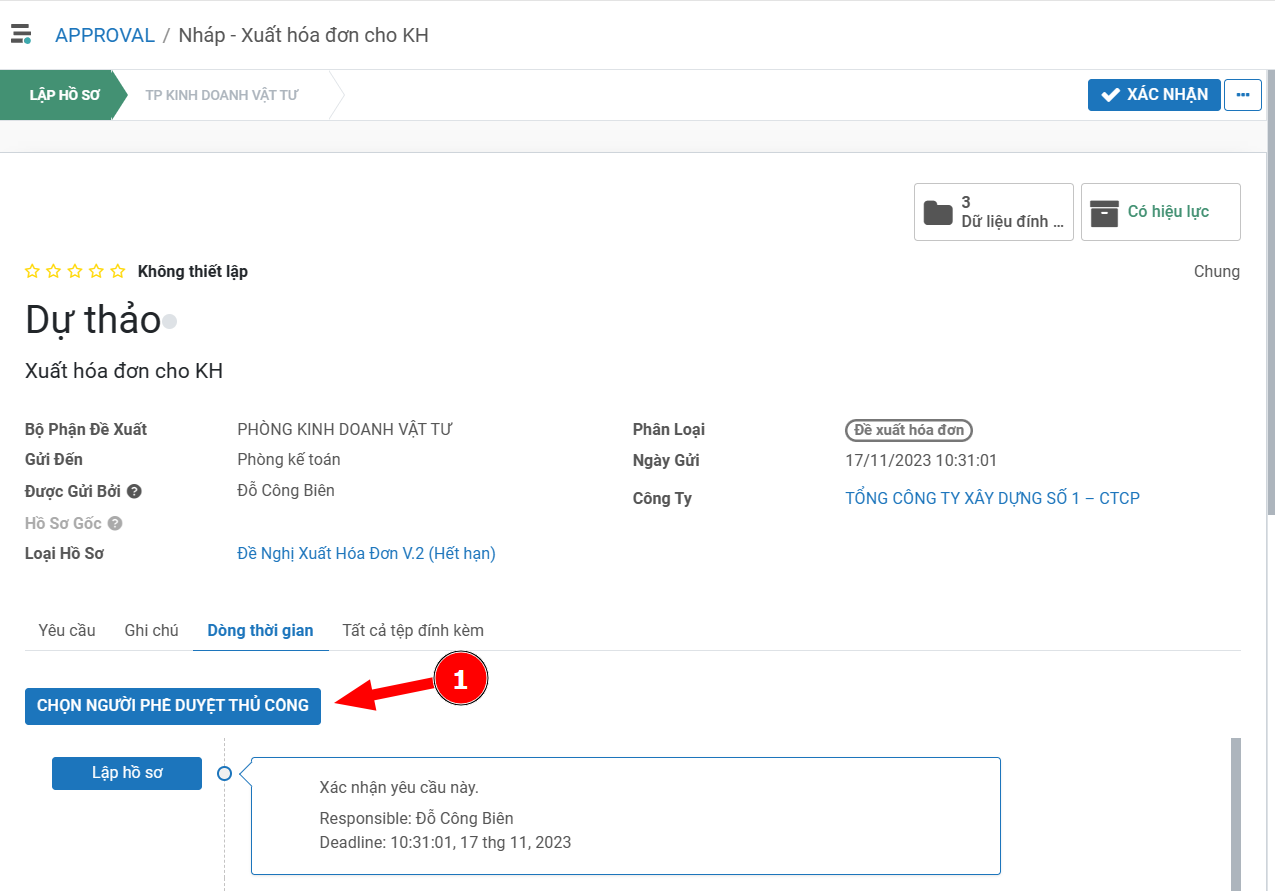 APPROVAL / Nháp - Xuất hóa đơn cho KH
LẬP HỒ SƠ
TP KINH DOANH VẬT TƯ
XÁC NHẬN
3
Dữ liệu đính ...
Có hiệu lực
Không thiết lập
Chung
Dự thảo
Xuất hóa đơn cho KH
Bộ Phận Đề Xuất PHÒNG KINH DOANH VẬT TƯ
Gửi Đến Phòng kế toán
Được Gửi Bởi ? Đỗ Công Biên
Hồ Sơ Gốc ?
Loại Hồ Sơ Đề Nghị Xuất Hóa Đơn V.2 (Hết hạn)
Phân Loại Đề xuất hóa đơn
Ngày Gửi 17/11/2023 10:31:01
Công Ty TỔNG CÔNG TY XÂY DỰNG SỐ 1 – CTCP
Yêu cầu Ghi chú Dòng thời gian Tất cả tệp đính kèm
1
CHỌN NGƯỜI PHÊ DUYỆT THỦ CÔNG
Lập hồ sơ
Xác nhận yêu cầu này.
Responsible: Đỗ Công Biên
Deadline: 10:31:01, 17 thg 11, 2023